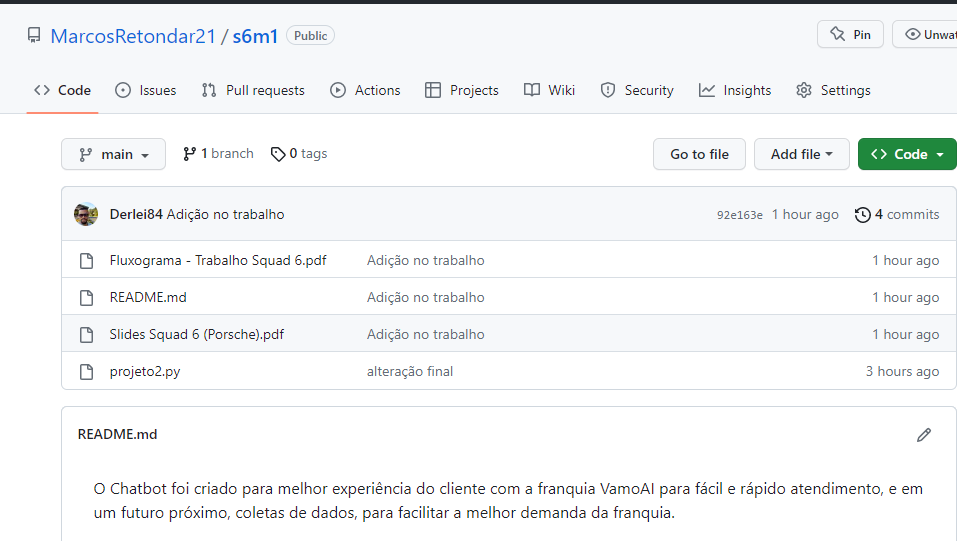 MarcosRetondar21 / s6m1 Public Pin Unwat
Code Issues Pull requests Actions Projects Wiki Security Insights Settings
main 1 branch 0 tags Go to file Add file Code
Derlei84 Adição no trabalho 92e163e 1 hour ago 4 commits
Fluxograma - Trabalho Squad 6.pdf Adição no trabalho 1 hour ago
README.md Adição no trabalho 1 hour ago
Slides Squad 6 (Porsche).pdf Adição no trabalho 1 hour ago
projeto2.py alteração final 3 hours ago
README.md
O Chatbot foi criado para melhor experiência do cliente com a franquia VamoAI para fácil e rápido atendimento, e em
um futuro próximo, coletas de dados, para facilitar a melhor demanda da franquia.